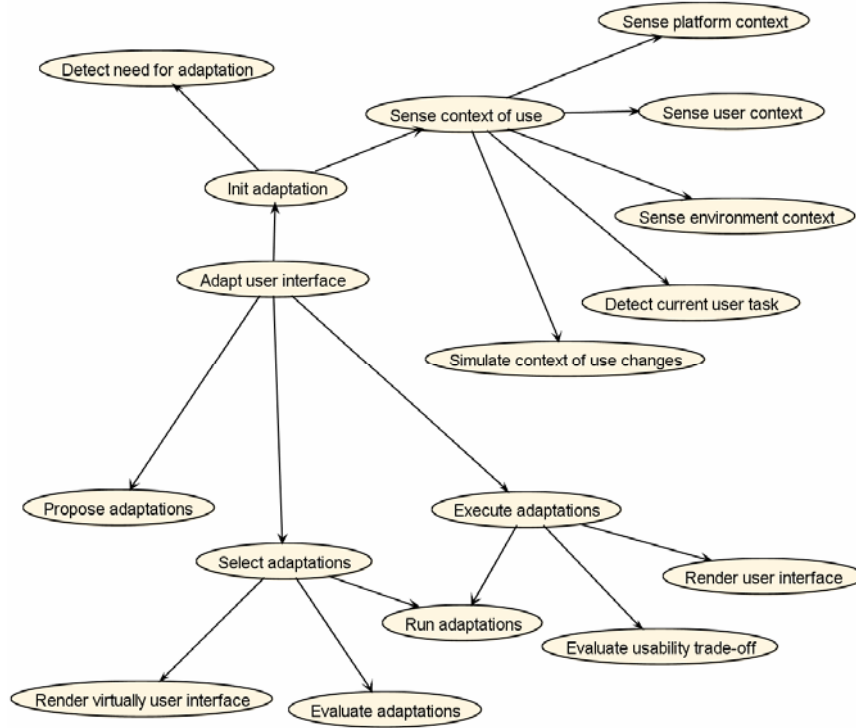 Sense platform context
Detect need for adaptation
Sense context of use
Sense user context
Init adaptation
Sense environment context
Adapt user interface
Detect current user task
Simulate context of use changes
Propose adaptations
Execute adaptations
Select adaptations
Render user interface
Run adaptations
Evaluate usability trade-off
Render virtually user interface
Evaluate adaptations